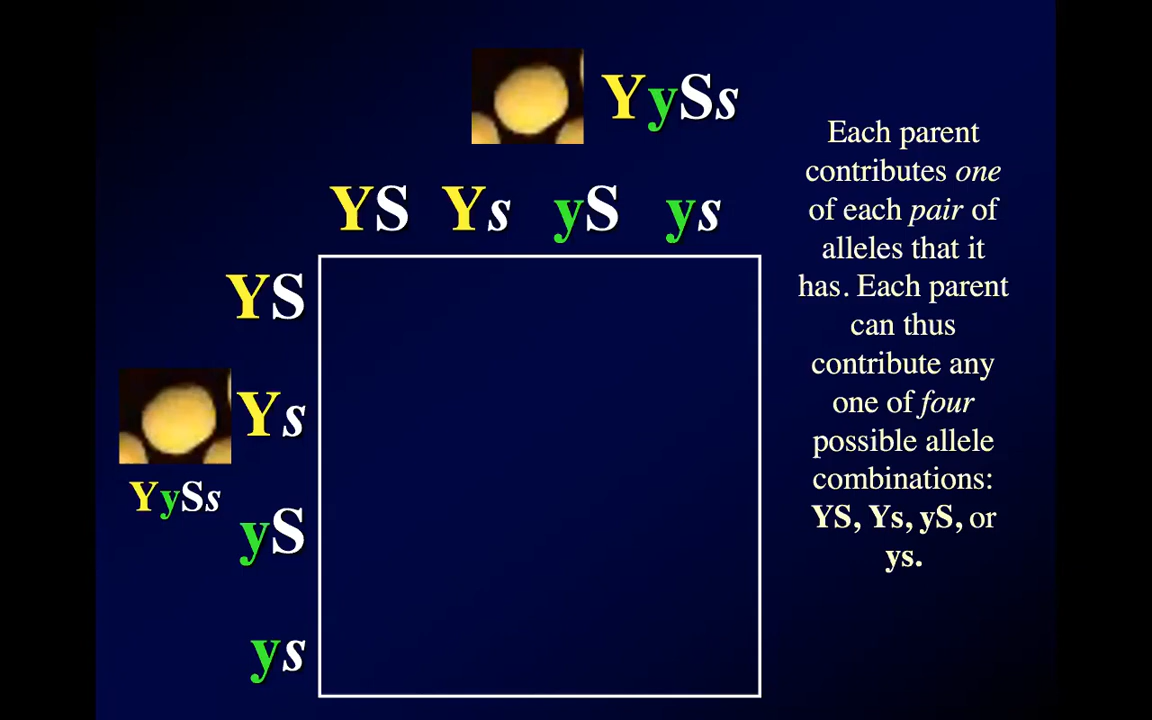 YySs
YS Ys yS ys
YS
Ys
YySs
yS
ys
Each parent
contributes one
of each pair of
alleles that it
has. Each parent
can thus
contribute any
one of four
possible allele
combinations:
YS, Ys, yS, or
ys.